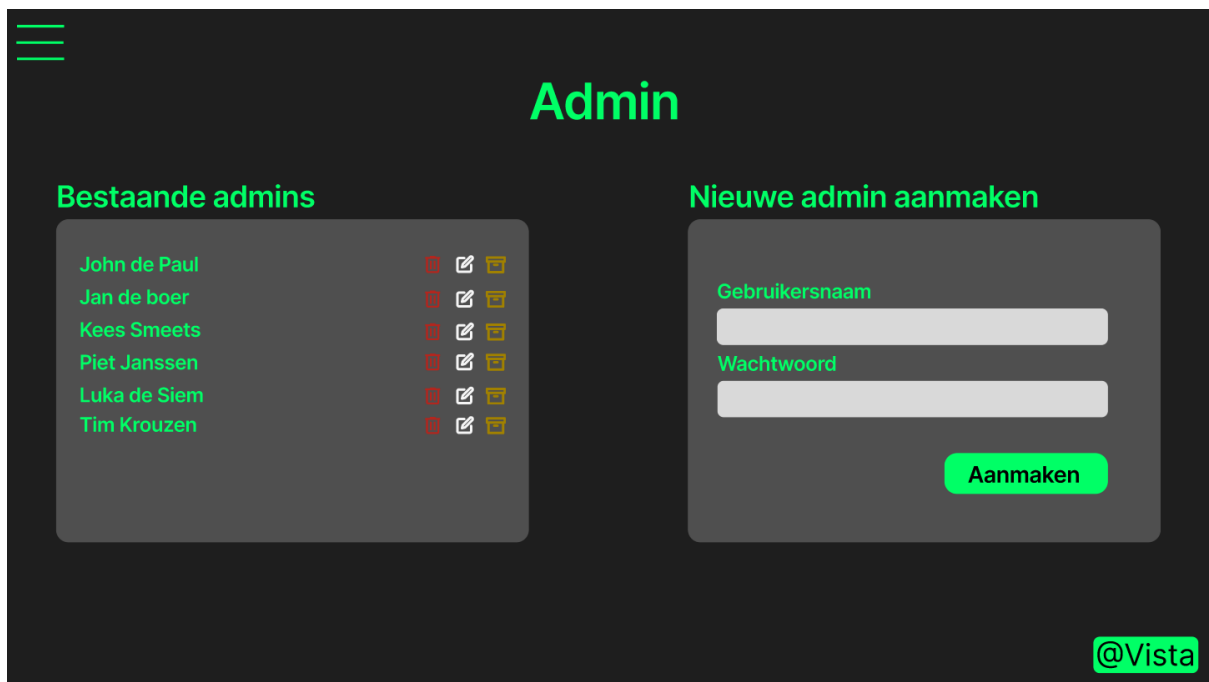 Admin
Bestaande admins
John de Paul
Jan de boer
Kees Smeets
Piet Janssen
Luka de Siem
Tim Krouzen
Nieuwe admin aanmaken
Gebruikersnaam
Wachtwoord
Aanmaken
@Vista